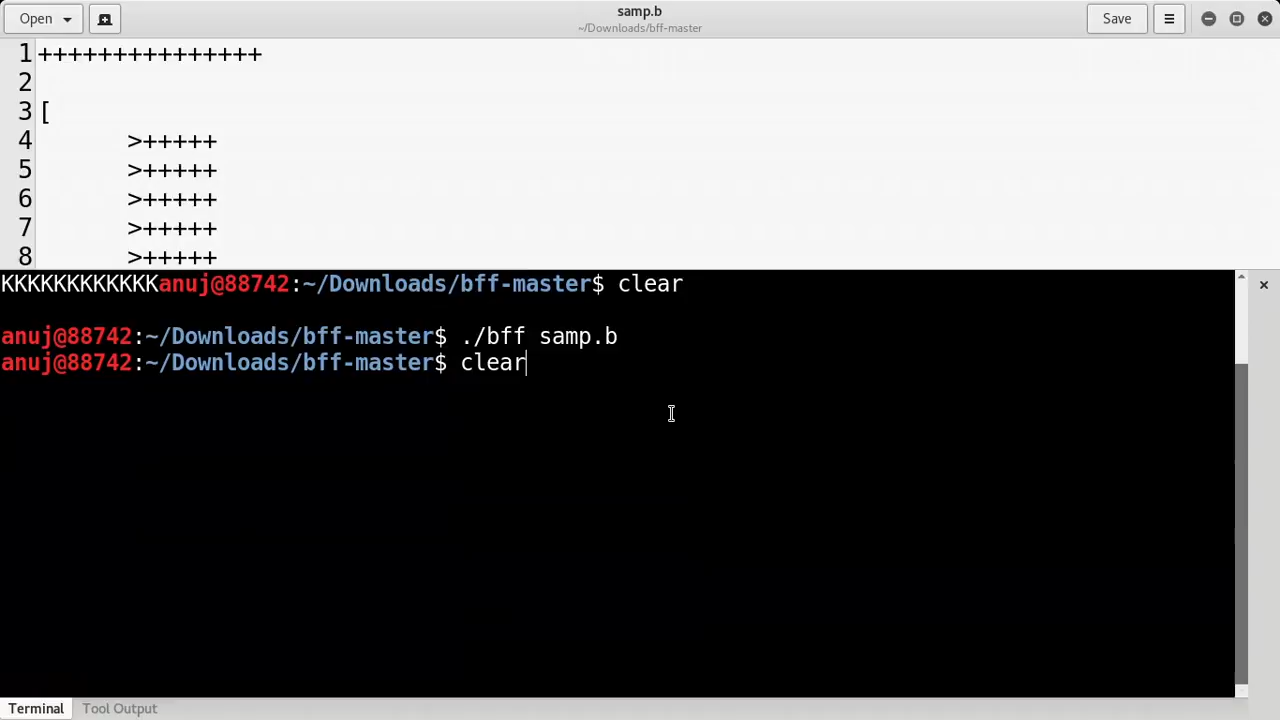 Open
samp.b
~/Downloads/bff-master
Save
1 +++++++++++++++
2
3 [
4 >+++++
5 >+++++
6 >+++++
7 >+++++
8 >+++++
KKKKKKKKKKKKanuj@88742:~/Downloads/bff-master$ clear
anuj@88742:~/Downloads/bff-master$ ./bff samp.b
anuj@88742:~/Downloads/bff-master$ clear
Terminal Tool Output